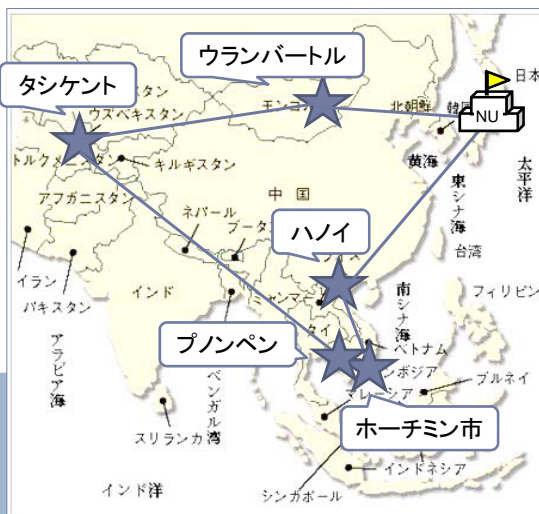 ウランバートル
タシケント
日本
スタン
ウズベキスタン
モンゴ
北朝鮮
韓国
NU
トルクメニスタン
キルギスタン
黄海
東シナ海
太平洋
アフガニスタン
中国
ネパール
ブータン
台湾
ハノイ
イラン
パキスタン
インド
ミャンマー
南シナ海
フィリピン
アラビア海
タイ
プノンペン
ベトナム
ンボジア
ベンガル湾
マレーシア
ブルネイ
スリランカ
ホーチミン市
インドネシア
インド洋
シンガポール